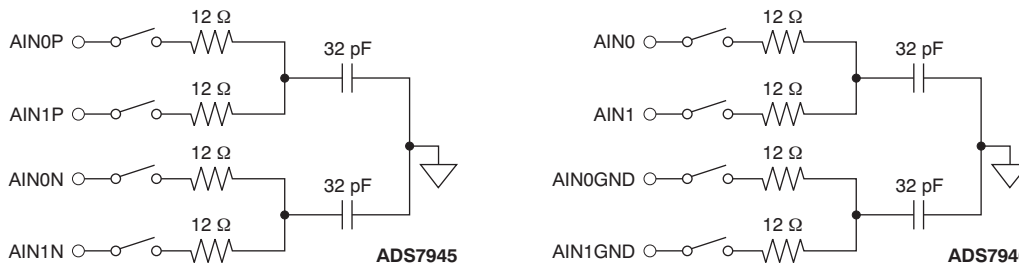 12 Ω
AIN0P
32 pF
12 Ω
AIN1P
12 Ω
AIN0N
32 pF
12 Ω
AIN1N
ADS7945
12 Ω
AIN0
32 pF
12 Ω
AIN1
12 Ω
AIN0GND
32 pF
12 Ω
AIN1GND